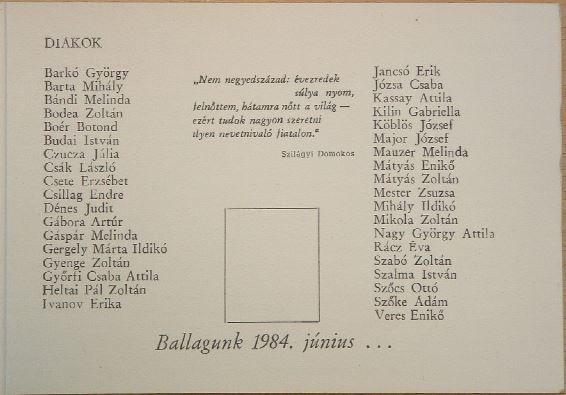 DIÁKOK
Barkó György
Barta Mihály
Bándi Melinda
Bodea Zoltán
Boér Botond
Budai István
Czucza Júlia
Csák László
Csete Erzsébet
Csillag Endre
Dénes Judit
Gábora Artúr
Gáspár Melinda
Gergely Márta Ildikó
Gyenge Zoltán
Győrfi Csaba Attila
Heltai Pál Zoltán
Ivanov Erika
„Nem negyedszázad: évezredek
súlya nyom,
felnőttem, hátamra nőtt a világ —
ezért tudok nagyon szeretni
ilyen nevetnivaló fiatalon.“
Szilágyi Domokos
Jancsó Erik
Józsa Csaba
Kassay Attila
Kilin Gabriella
Köblös József
Major József
Mauzer Melinda
Mátyás Enikő
Mátyás Zoltán
Mester Zsuzsa
Mihály Ildikó
Mikola Zoltán
Nagy György Attila
Rácz Éva
Szabó Zoltán
Szalma István
Szőcs Ottó
Szőke Ádám
Veres Enikő
Ballagunk 1984. június . . .